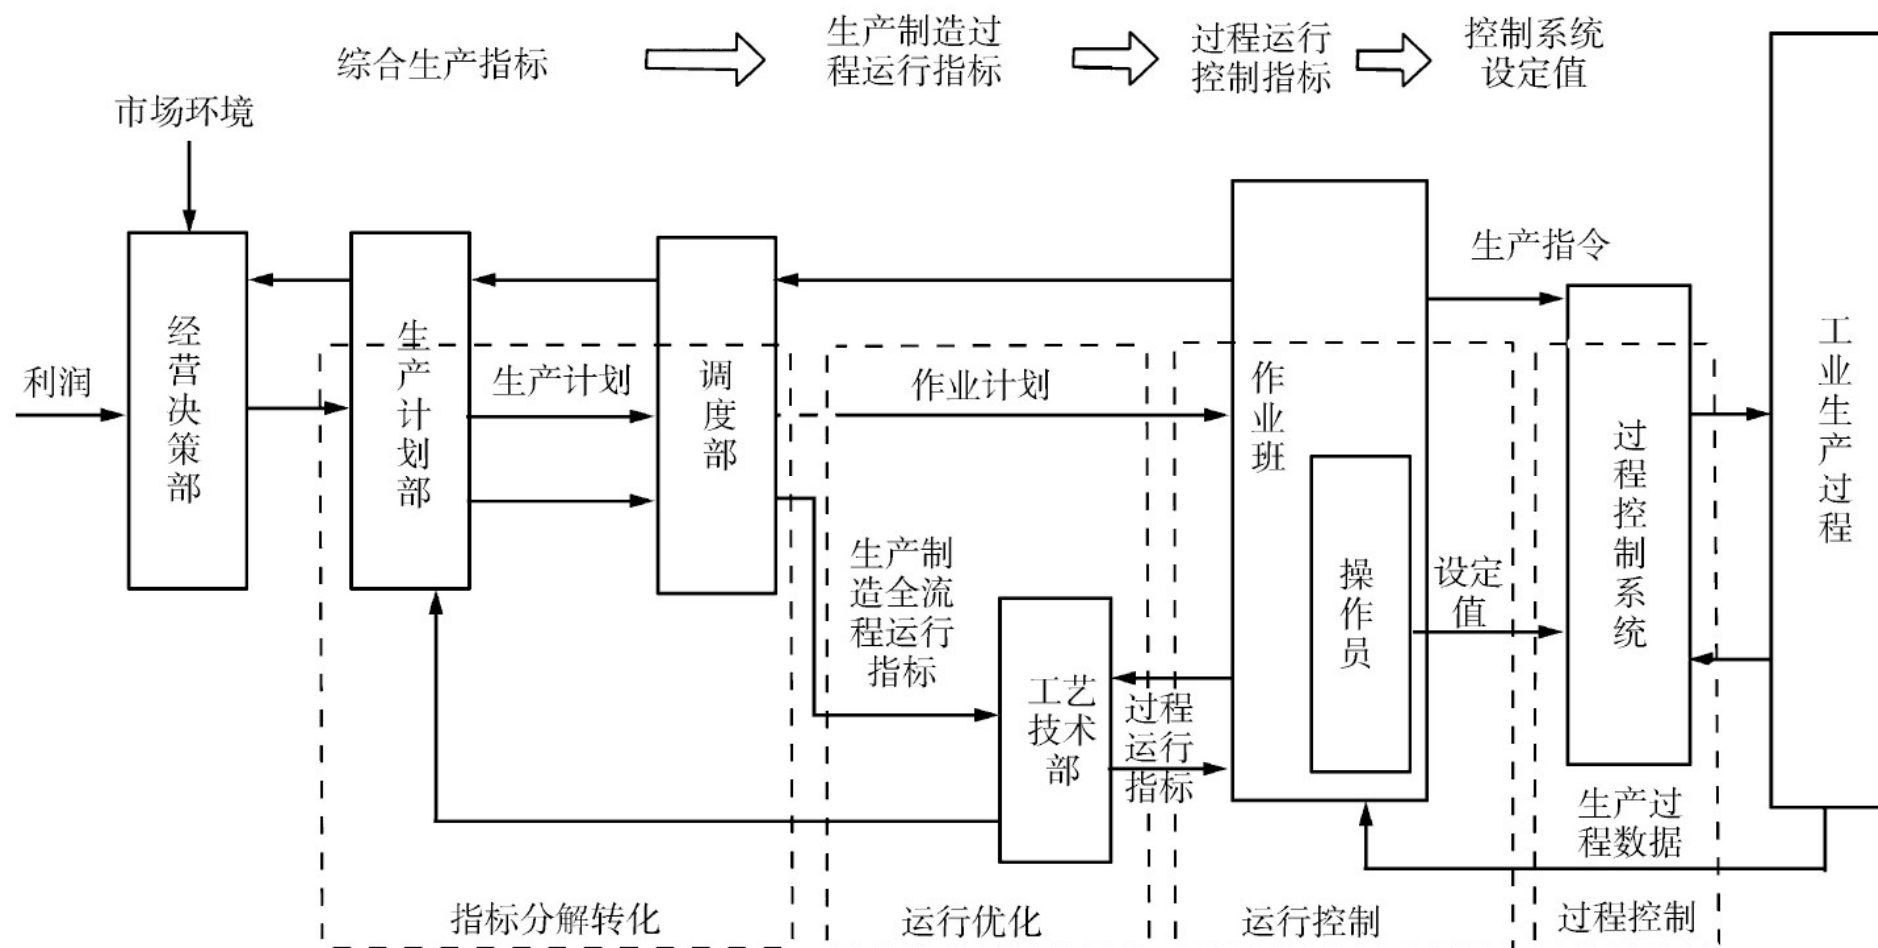 综合生产指标
生产制造过
程运行指标
过程运行
控制指标
控制系统
设定值
市场环境
利润
经营决策部
生产计划部
生产计划
调度部
作业计划
生产制
造全流
程运行
指标
工艺
技术
部
过程
运行
指标
作业班
操作员
生产指令
设定
值
过程控制系统
生产过
程数据
工业生产过程
指标分解转化
运行优化
运行控制
过程控制